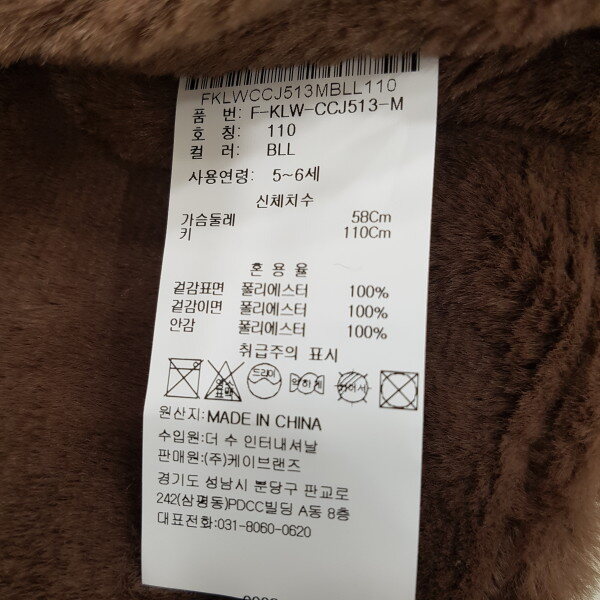 FKLWCCJ513MBLL110
품 번: F-KLW-CCJ513-M
호 칭: 110
컬 러: BLL
사용연령: 5~6세
신체치수
가슴둘레 58Cm
키 110Cm
혼 용 율
겉감표면 폴리에스터 100%
겉감이면 폴리에스터 100%
안감 폴리에스터 100%
취급주의 표시
드라이 약하게
원산지: MADE IN CHINA
수입원: 더 수 인터내셔날
판매원: (주)케이브랜즈
경기도 성남시 분당구 판교로
242(삼평동)PDCC빌딩 A동 8층
대표전화:031-8060-0620